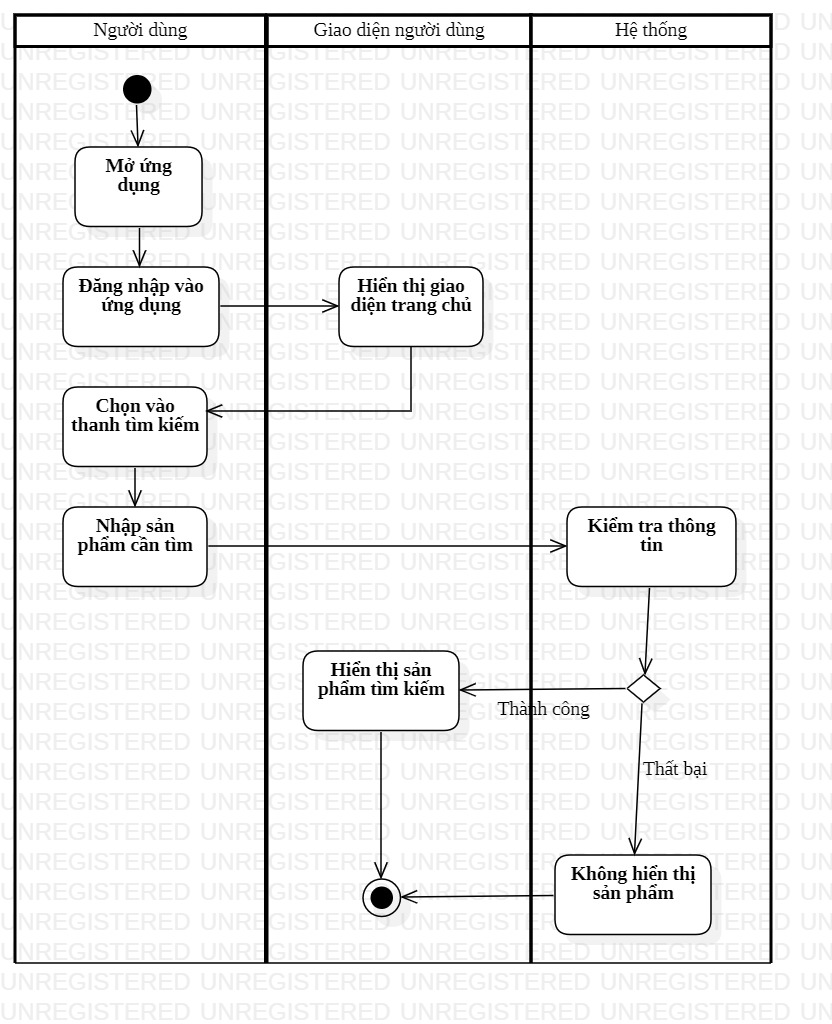 Người dùng
Giao diện người dùng
Hệ thống
Mở ứng
dụng
Đăng nhập vào
ứng dụng
Hiển thị giao
diện trang chủ
Chọn vào
thanh tìm kiếm
Nhập sản
phẩm cần tìm
Kiểm tra thông
tin
Hiển thị sản
phẩm tìm kiếm
Thành công
Thất bại
Không hiển thị
sản phẩm
UNREGISTERED